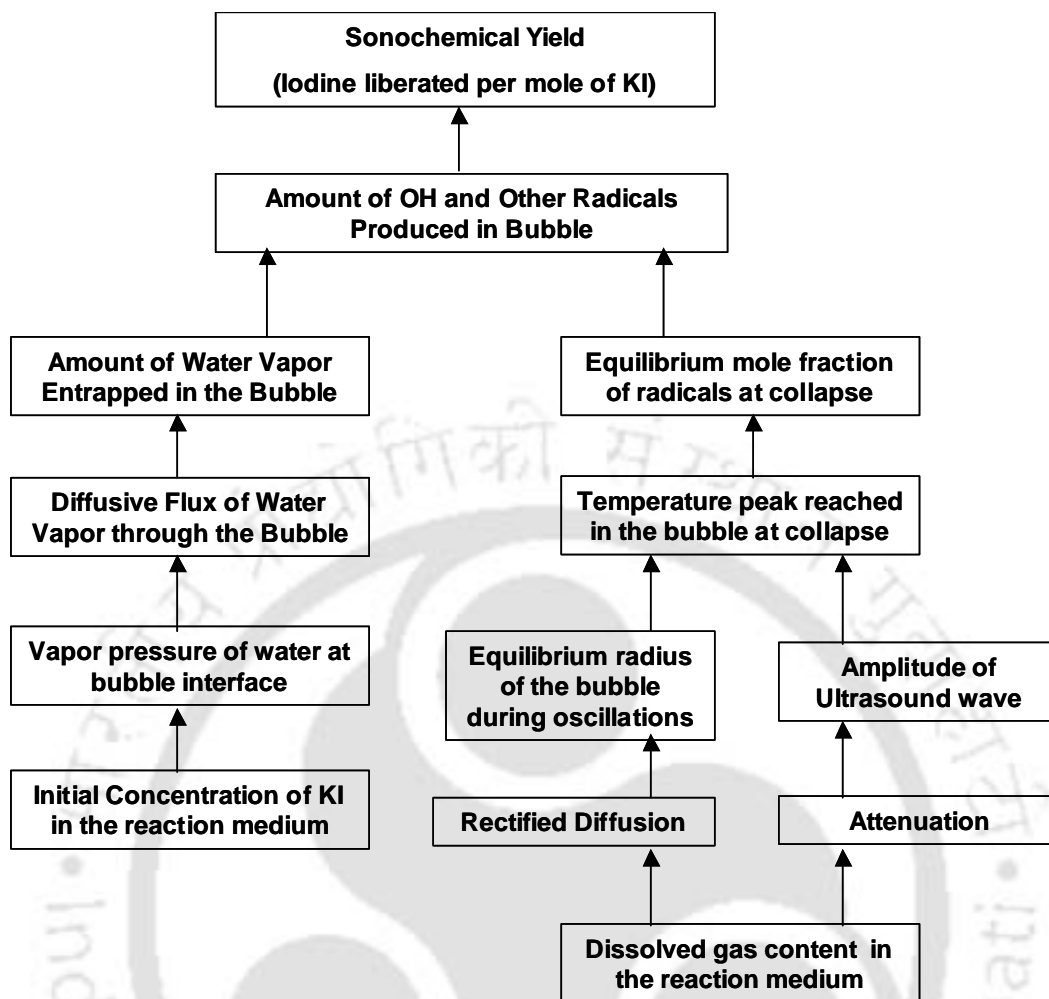 Sonochemical Yield
(Iodine liberated per mole of KI)
Amount of OH and Other Radicals
Produced in Bubble
Amount of Water Vapor
Entrapped in the Bubble
Equilibrium mole fraction
of radicals at collapse
Diffusive Flux of Water
Vapor through the Bubble
Temperature peak reached
in the bubble at collapse
Vapor pressure of water at
bubble interface
Equilibrium radius
of the bubble
during oscillations
Amplitude of
Ultrasound wave
Initial Concentration of KI
in the reaction medium
Rectified Diffusion
Attenuation
Dissolved gas content in
the reaction medium